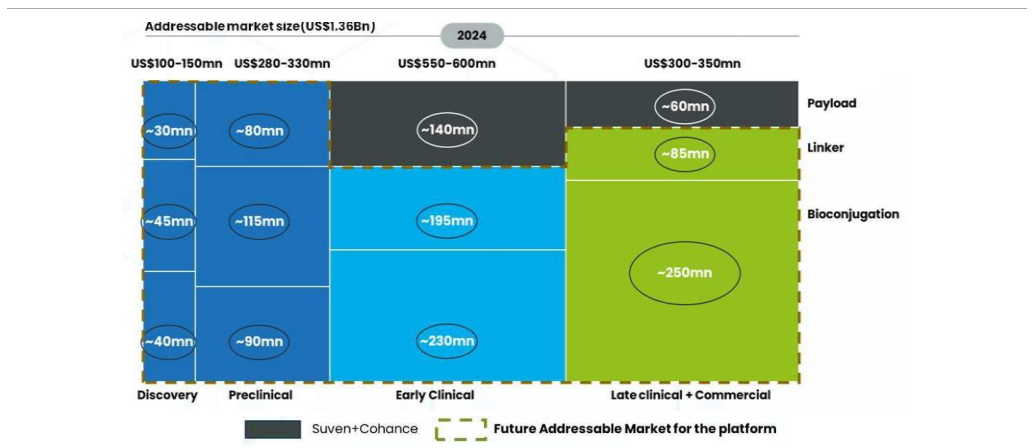 Addressable market size(US$1.36Bn)
2024
US$100-150mn US$280-330mn US$550-600mn US$300-350mn
~30mn ~80mn ~140mn ~60mn Payload
~85mn Linker
~45mn ~115mn ~195mn Bioconjugation
~250mn
~40mn ~90mn ~230mn
Discovery Preclinical Early Clinical Late clinical + Commercial
Suven+Cohance Future Addressable Market for the platform